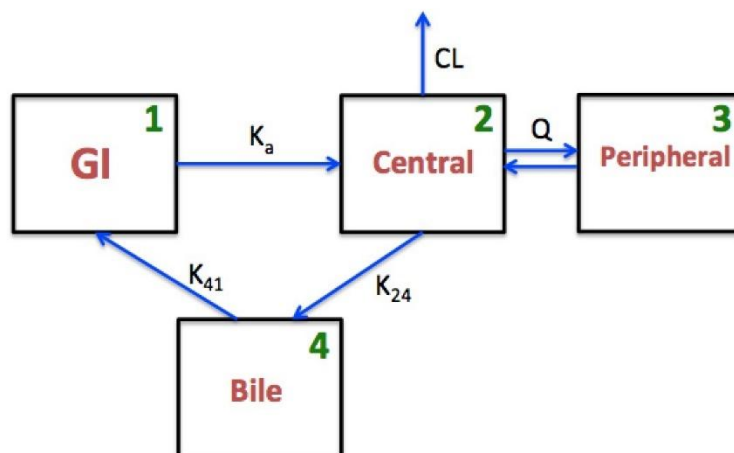 CL
1
GI
Kₐ
2
Central
Q
3
Peripheral
K₄₁
K₂₄
4
Bile